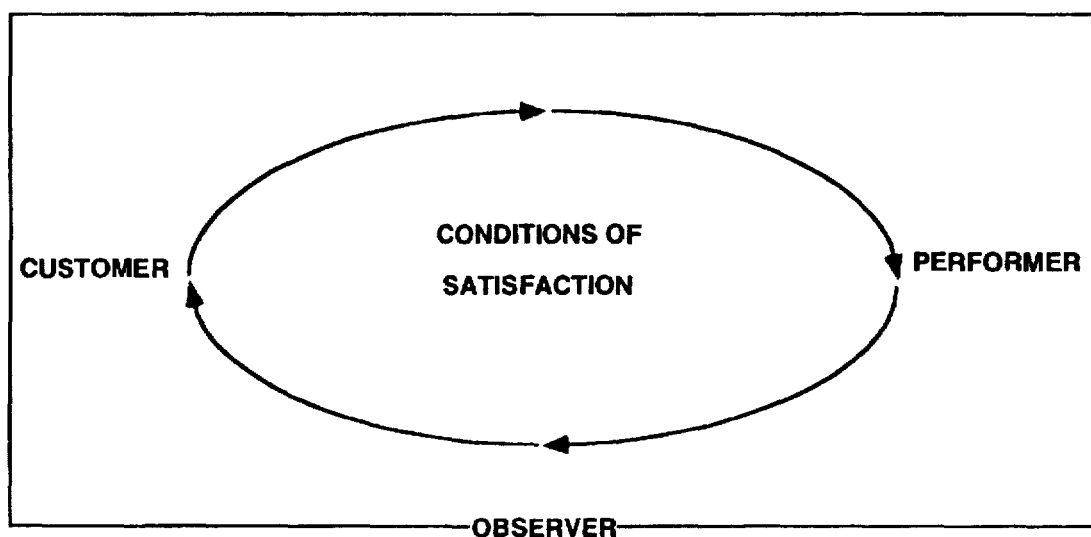 CONDITIONS OF
SATISFACTION
CUSTOMER
PERFORMER
OBSERVER